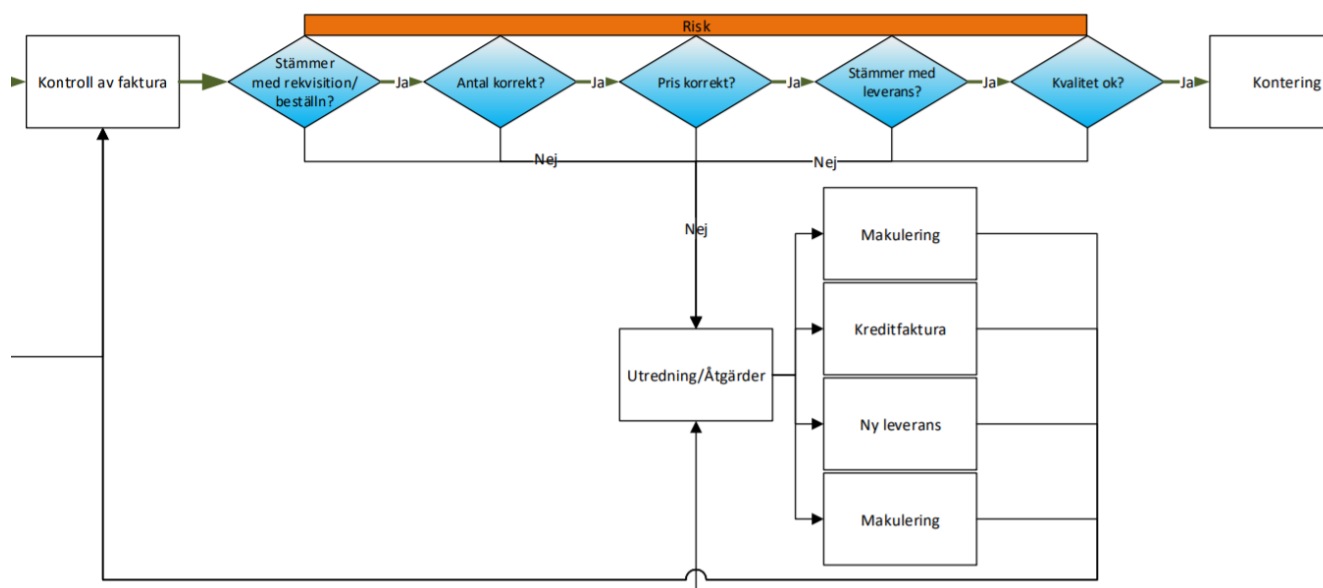 Risk
Kontroll av faktura
Stämmer
med rekvisition/
beställn?
Ja
Antal korrekt?
Ja
Pris korrekt?
Ja
Stämmer med
leverans?
Ja
Kvalitet ok?
Ja
Kontering
Nej
Nej
Nej
Makulering
Kreditfaktura
Utredning/Åtgärder
Ny leverans
Makulering